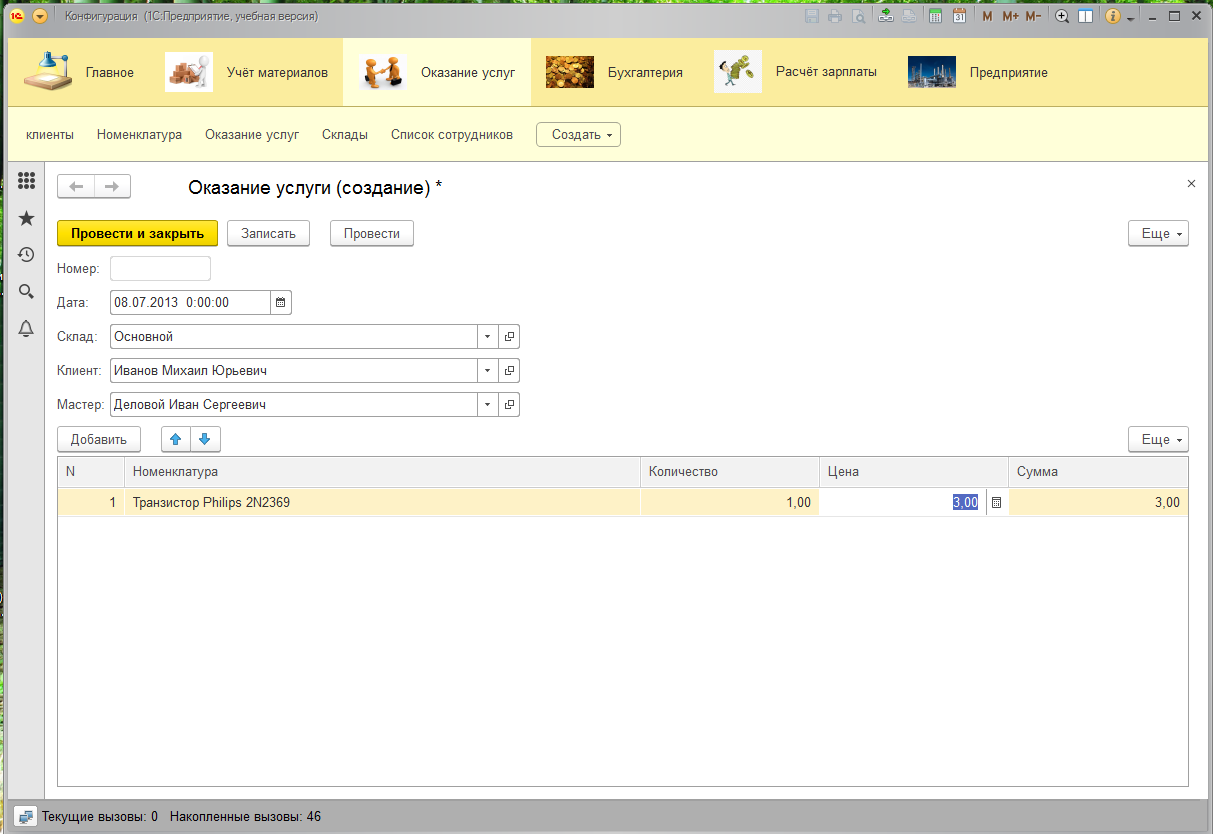 Конфигурация (1С:Предприятие, учебная версия)
31 M M+ M-
Главное Учёт материалов Оказание услуг Бухгалтерия Расчёт зарплаты Предприятие
клиенты Номенклатура Оказание услуг Склады Список сотрудников Создать
Оказание услуги (создание) *
Провести и закрыть Записать Провести Еще
Номер:
Дата: 08.07.2013 0:00:00
Склад: Основной
Клиент: Иванов Михаил Юрьевич
Мастер: Деловой Иван Сергеевич
Добавить Еще
N Номенклатура Количество Цена Сумма
1 Транзистор Philips 2N2369 1,00 3,00 3,00
Текущие вызовы: 0 Накопленные вызовы: 46